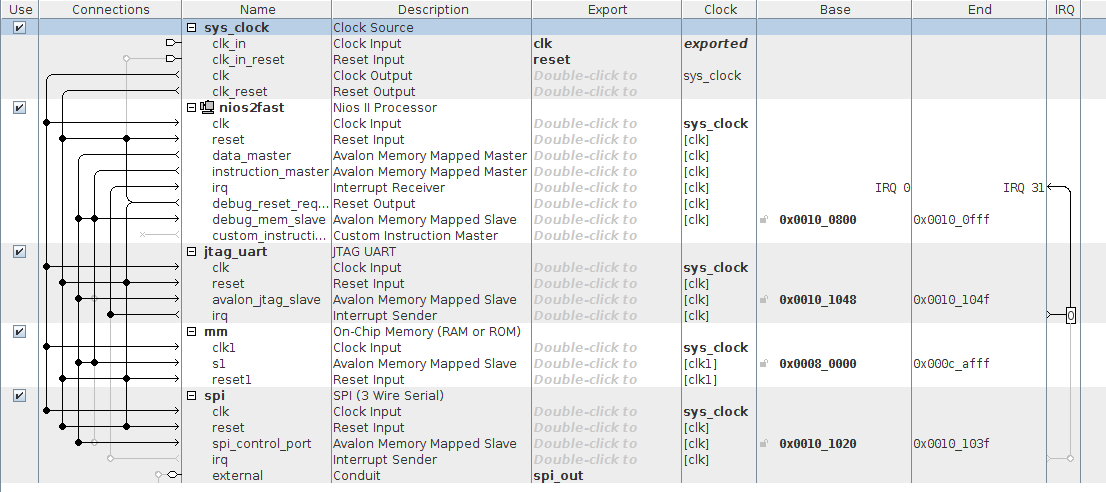 Use Connections Name Description Export Clock Base End IRQ
sys_clock Clock Source
clk_in Clock Input clk exported
clk_in_reset Reset Input reset
clk Clock Output Double-click to sys_clock
clk_reset Reset Output Double-click to
nios2fast Nios II Processor
clk Clock Input Double-click to sys_clock
reset Reset Input Double-click to [clk]
data_master Avalon Memory Mapped Master Double-click to [clk]
instruction_master Avalon Memory Mapped Master Double-click to [clk]
irq Interrupt Receiver Double-click to [clk] IRQ 0 IRQ 31
debug_reset_req... Reset Output Double-click to [clk]
debug_mem_slave Avalon Memory Mapped Slave Double-click to [clk] 0x0010_0800 0x0010_0fff
custom_instructi... Custom Instruction Master Double-click to
jtag_uart JTAG UART
clk Clock Input Double-click to sys_clock
reset Reset Input Double-click to [clk]
avalon_jtag_slave Avalon Memory Mapped Slave Double-click to [clk] 0x0010_1048 0x0010_104f
irq Interrupt Sender Double-click to [clk] 0
mm On-Chip Memory (RAM or ROM)
clk1 Clock Input Double-click to sys_clock
s1 Avalon Memory Mapped Slave Double-click to [clk1] 0x0008_0000 0x000c_afff
reset1 Reset Input Double-click to [clk1]
spi SPI (3 Wire Serial)
clk Clock Input Double-click to sys_clock
reset Reset Input Double-click to [clk]
spi_control_port Avalon Memory Mapped Slave Double-click to [clk] 0x0010_1020 0x0010_103f
irq Interrupt Sender Double-click to [clk]
external Conduit spi_out